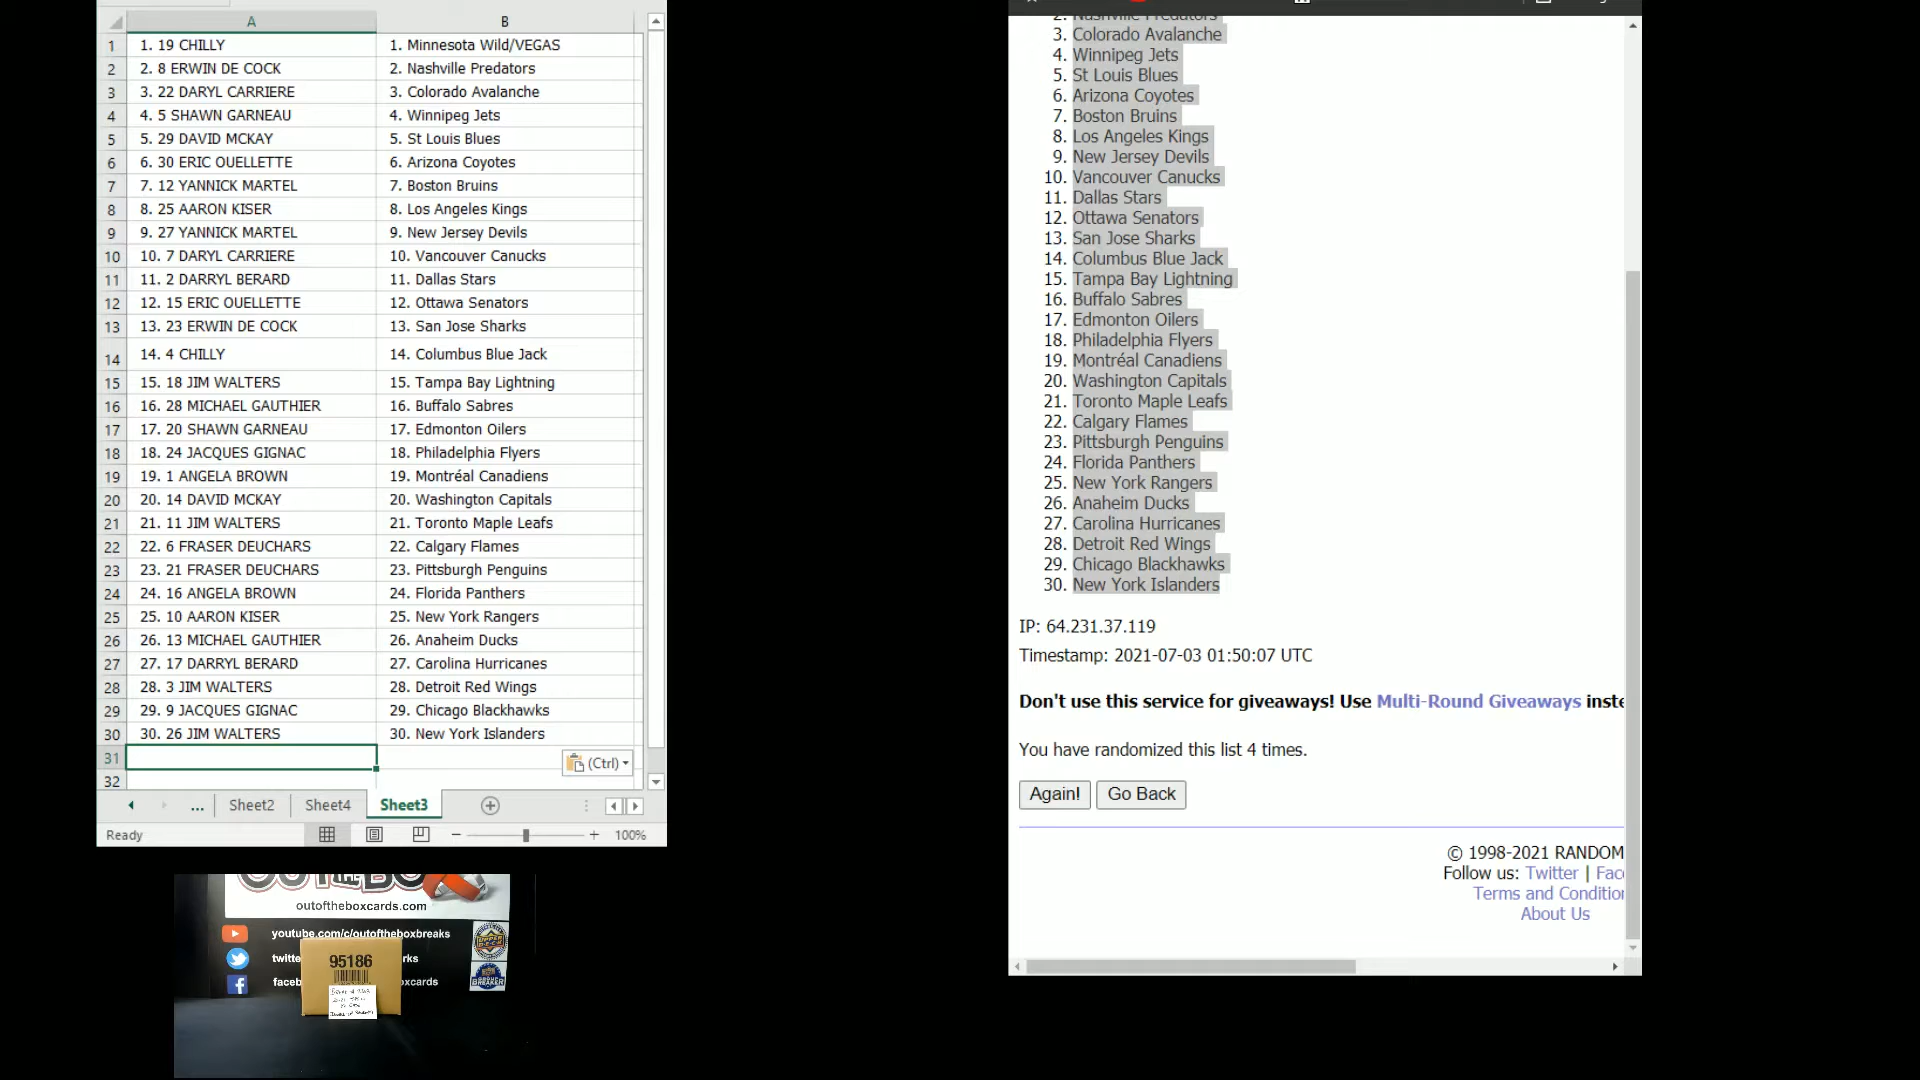 A B
1 1. 19 CHILLY 1. Minnesota Wild/VEGAS
2 2. 8 ERWIN DE COCK 2. Nashville Predators
3 3. 22 DARYL CARRIERE 3. Colorado Avalanche
4 4. 5 SHAWN GARNEAU 4. Winnipeg Jets
5 5. 29 DAVID MCKAY 5. St Louis Blues
6 6. 30 ERIC OUELLETTE 6. Arizona Coyotes
7 7. 12 YANNICK MARTEL 7. Boston Bruins
8 8. 25 AARON KISER 8. Los Angeles Kings
9 9. 27 YANNICK MARTEL 9. New Jersey Devils
10 10. 7 DARYL CARRIERE 10. Vancouver Canucks
11 11. 2 DARRYL BERARD 11. Dallas Stars
12 12. 15 ERIC OUELLETTE 12. Ottawa Senators
13 13. 23 ERWIN DE COCK 13. San Jose Sharks
14 14. 4 CHILLY 14. Columbus Blue Jack
15 15. 18 JIM WALTERS 15. Tampa Bay Lightning
16 16. 28 MICHAEL GAUTHIER 16. Buffalo Sabres
17 17. 20 SHAWN GARNEAU 17. Edmonton Oilers
18 18. 24 JACQUES GIGNAC 18. Philadelphia Flyers
19 19. 1 ANGELA BROWN 19. Montréal Canadiens
20 20. 14 DAVID MCKAY 20. Washington Capitals
21 21. 11 JIM WALTERS 21. Toronto Maple Leafs
22 22. 6 FRASER DEUCHARS 22. Calgary Flames
23 23. 21 FRASER DEUCHARS 23. Pittsburgh Penguins
24 24. 16 ANGELA BROWN 24. Florida Panthers
25 25. 10 AARON KISER 25. New York Rangers
26 26. 13 MICHAEL GAUTHIER 26. Anaheim Ducks
27 27. 17 DARRYL BERARD 27. Carolina Hurricanes
28 28. 3 JIM WALTERS 28. Detroit Red Wings
29 29. 9 JACQUES GIGNAC 29. Chicago Blackhawks
30 30. 26 JIM WALTERS 30. New York Islanders
31 (Ctrl)
32
... Sheet2 Sheet4 Sheet3
Ready 100%
outoftheboxcards.com
youtube.com/c/outoftheboxbreaks
95186
2. Nashville Predators
3. Colorado Avalanche
4. Winnipeg Jets
5. St Louis Blues
6. Arizona Coyotes
7. Boston Bruins
8. Los Angeles Kings
9. New Jersey Devils
10. Vancouver Canucks
11. Dallas Stars
12. Ottawa Senators
13. San Jose Sharks
14. Columbus Blue Jack
15. Tampa Bay Lightning
16. Buffalo Sabres
17. Edmonton Oilers
18. Philadelphia Flyers
19. Montréal Canadiens
20. Washington Capitals
21. Toronto Maple Leafs
22. Calgary Flames
23. Pittsburgh Penguins
24. Florida Panthers
25. New York Rangers
26. Anaheim Ducks
27. Carolina Hurricanes
28. Detroit Red Wings
29. Chicago Blackhawks
30. New York Islanders
IP: 64.231.37.119
Timestamp: 2021-07-03 01:50:07 UTC
Don't use this service for giveaways! Use Multi-Round Giveaways inste
You have randomized this list 4 times.
Again! Go Back
© 1998-2021 RANDOM
Follow us: Twitter | Fac
Terms and Conditio
About Us